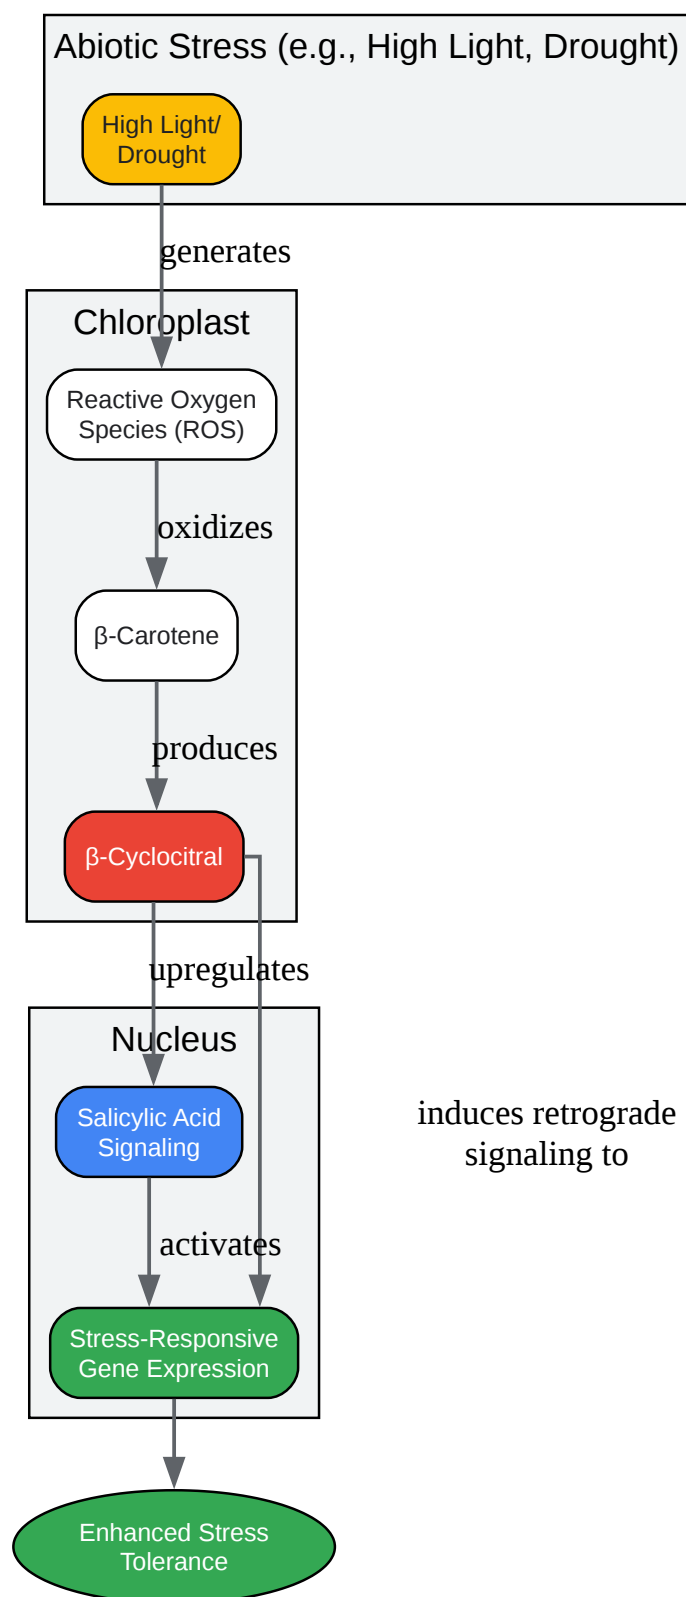 Abiotic Stress (e.g., High Light, Drought)
High Light/
Drought
generates
Chloroplast
Reactive Oxygen
Species (ROS)
oxidizes
β-Carotene
produces
β-Cyclocitral
upregulates
Nucleus
Salicylic Acid
Signaling
induces retrograde
signaling to
activates
Stress-Responsive
Gene Expression
Enhanced Stress
Tolerance